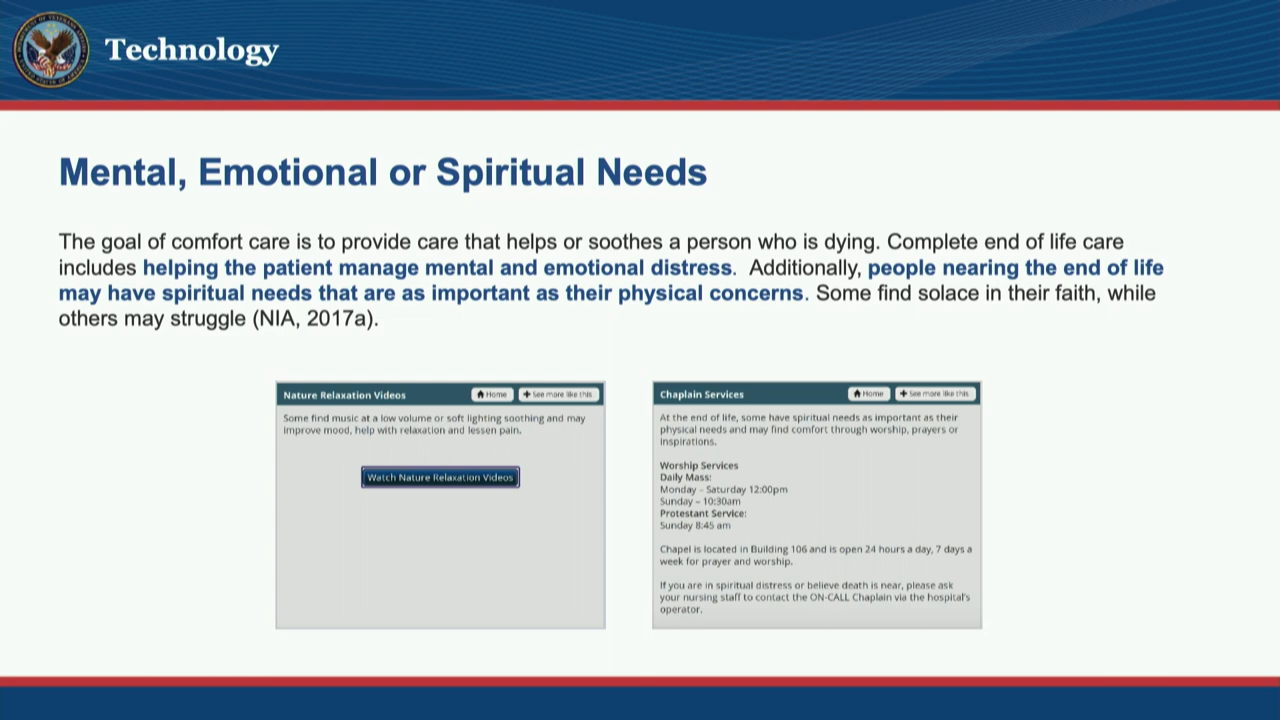 Technology
Mental, Emotional or Spiritual Needs
The goal of comfort care is to provide care that helps or soothes a person who is dying. Complete end of life care
includes helping the patient manage mental and emotional distress. Additionally, people nearing the end of life
may have spiritual needs that are as important as their physical concerns. Some find solace in their faith, while
others may struggle (NIA, 2017a).
Nature Relaxation Videos
Home
See more like this
Some find music at a low volume or soft lighting soothing and may
improve mood, help with relaxation and lessen pain.
Watch Nature Relaxation Videos
Chaplain Services
Home
See more like this
At the end of life, some have spiritual needs as important as their
physical needs and may find comfort through worship, prayers or
inspirations.
Worship Services
Daily Mass:
Monday – Saturday 12:00pm
Sunday – 10:30am
Protestant Service:
Sunday 8:45 am
Chapel is located in Building 106 and is open 24 hours a day, 7 days a
week for prayer and worship.
If you are in spiritual distress or believe death is near, please ask
your nursing staff to contact the ON-CALL Chaplain via the hospital's
operator.